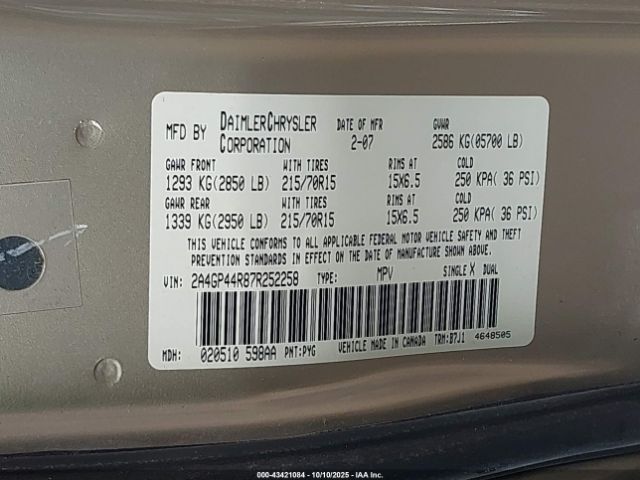 MFD BY DAIMLERCHRYSLER CORPORATION DATE OF MFR 2-07 GVWR 2586 KG(05700 LB)
GAWR FRONT WITH TIRES RIMS AT COLD
1293 KG(2850 LB) 215/70R15 15X6.5 250 KPA( 36 PSI)
GAWR REAR WITH TIRES RIMS AT COLD
1339 KG(2950 LB) 215/70R15 15X6.5 250 KPA( 36 PSI)
THIS VEHICLE CONFORMS TO ALL APPLICABLE FEDERAL MOTOR VEHICLE SAFETY AND THEFT
PREVENTION STANDARDS IN EFFECT ON THE DATE OF MANUFACTURE SHOWN ABOVE.
VIN: 2A4GP44R87R252258 TYPE: MPV SINGLE X DUAL
MDH: 020510 598AA PNT:PYG VEHICLE MADE IN CANADA TRM:B7J1 4648505
000-43421084 | 10/10/2025 | IAA Inc.